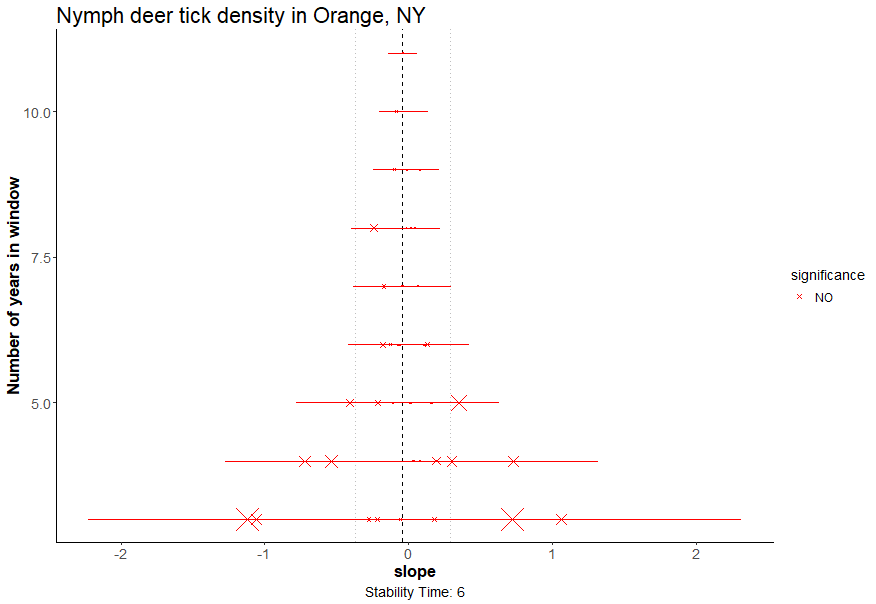 Nymph deer tick density in Orange, NY
Number of years in window
10.0
7.5
5.0
-2
-1
0
1
2
slope
Stability Time: 6
significance
NO